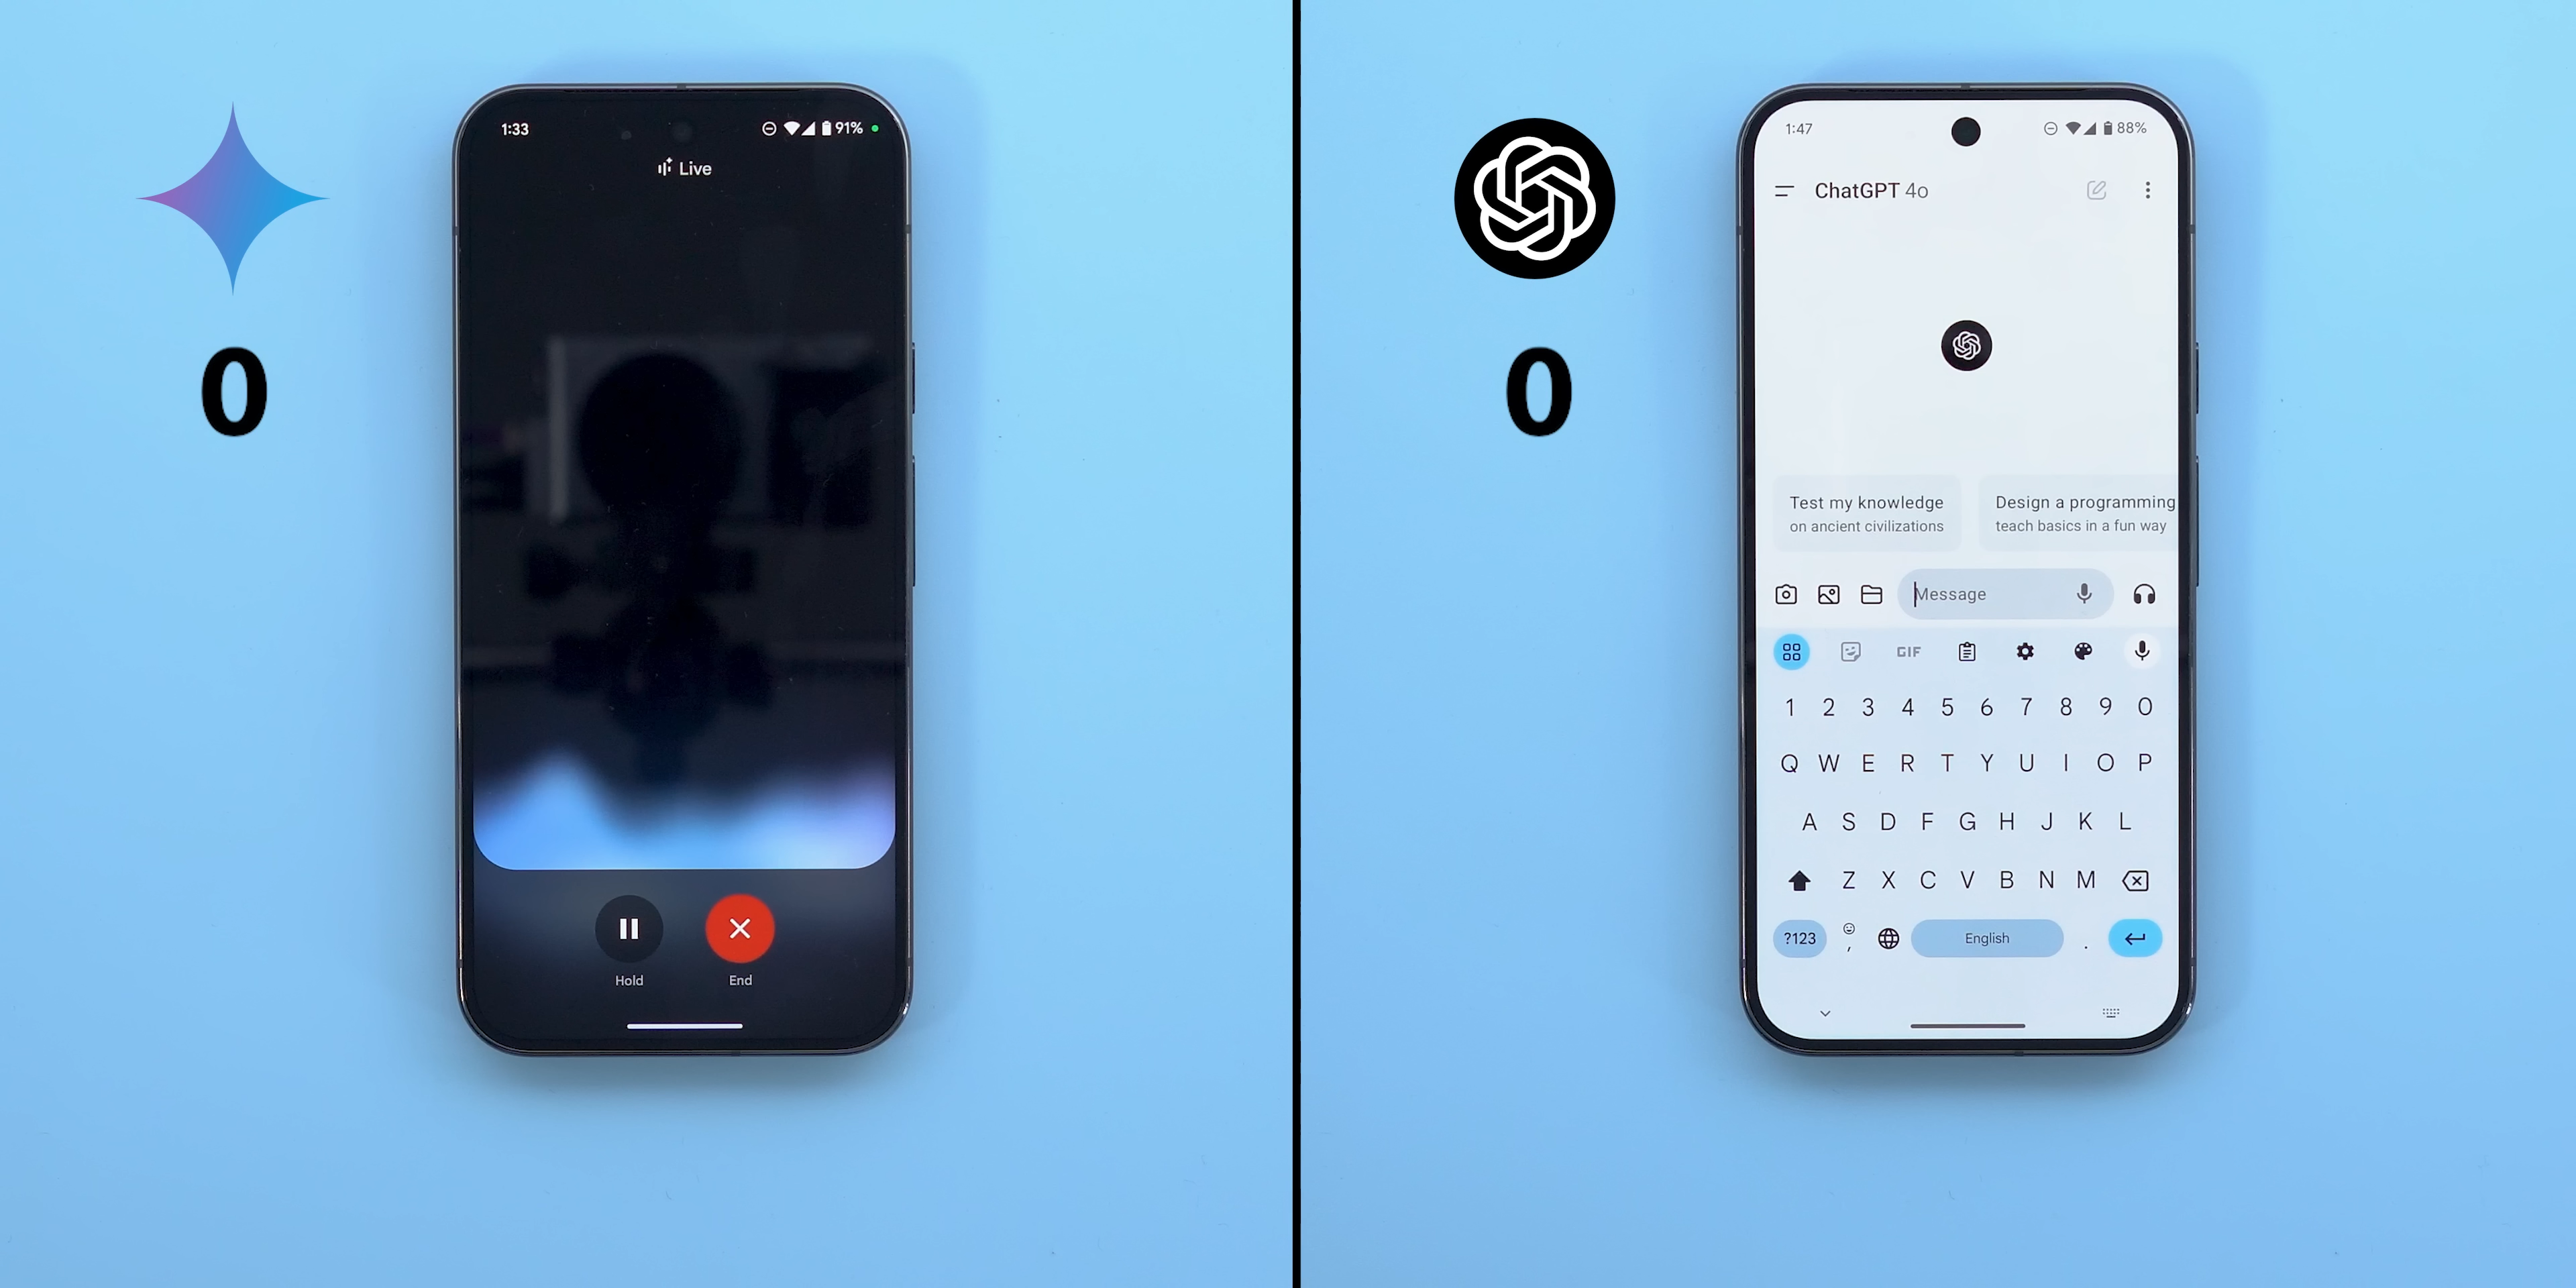 0
1:33
91%
Live
Hold
End
0
1:47
88%
ChatGPT 4o
Test my knowledge
on ancient civilizations
Design a programming
teach basics in a fun way
Message
GIF
1 2 3 4 5 6 7 8 9 0
Q W E R T Y U I O P
A S D F G H J K L
Z X C V B N M
?123 , English .